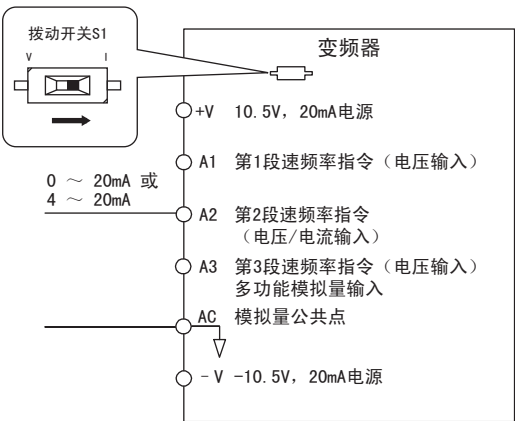 拨动开关S1
V I
变频器
+V 10.5V，20mA电源
A1 第1段速频率指令（电压输入）
0 ～ 20mA 或
4 ～ 20mA
A2 第2段速频率指令
（电压/电流输入）
A3 第3段速频率指令（电压输入）
多功能模拟量输入
AC 模拟量公共点
-V -10.5V，20mA电源